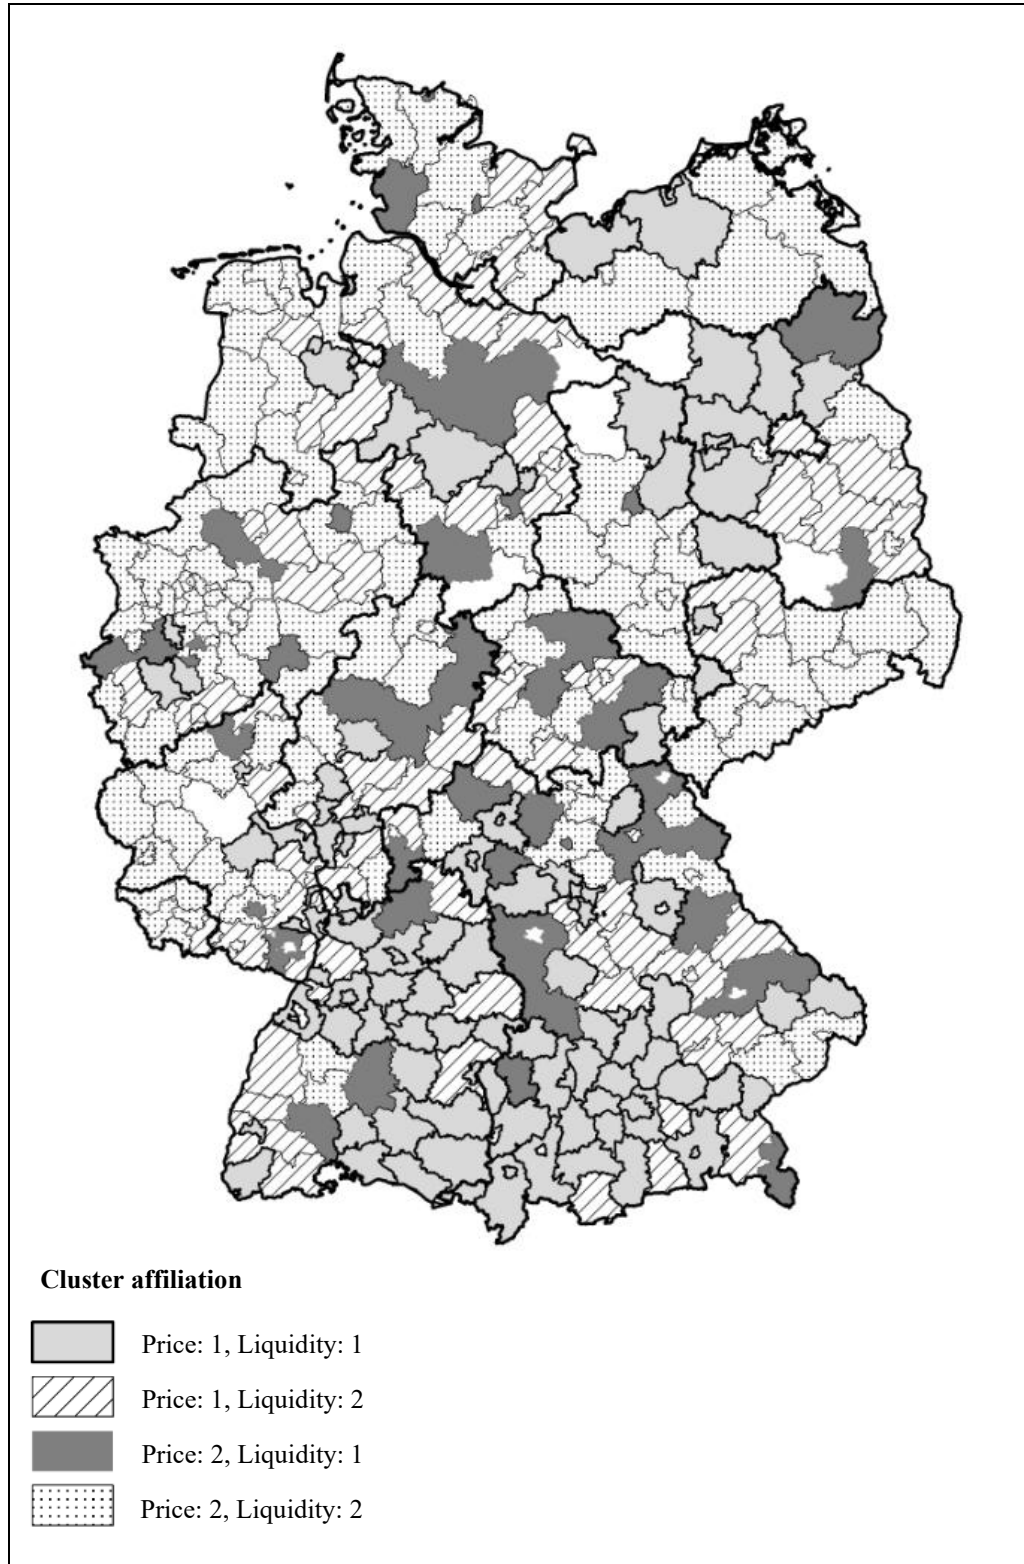 Cluster affiliation
Price: 1, Liquidity: 1
Price: 1, Liquidity: 2
Price: 2, Liquidity: 1
Price: 2, Liquidity: 2